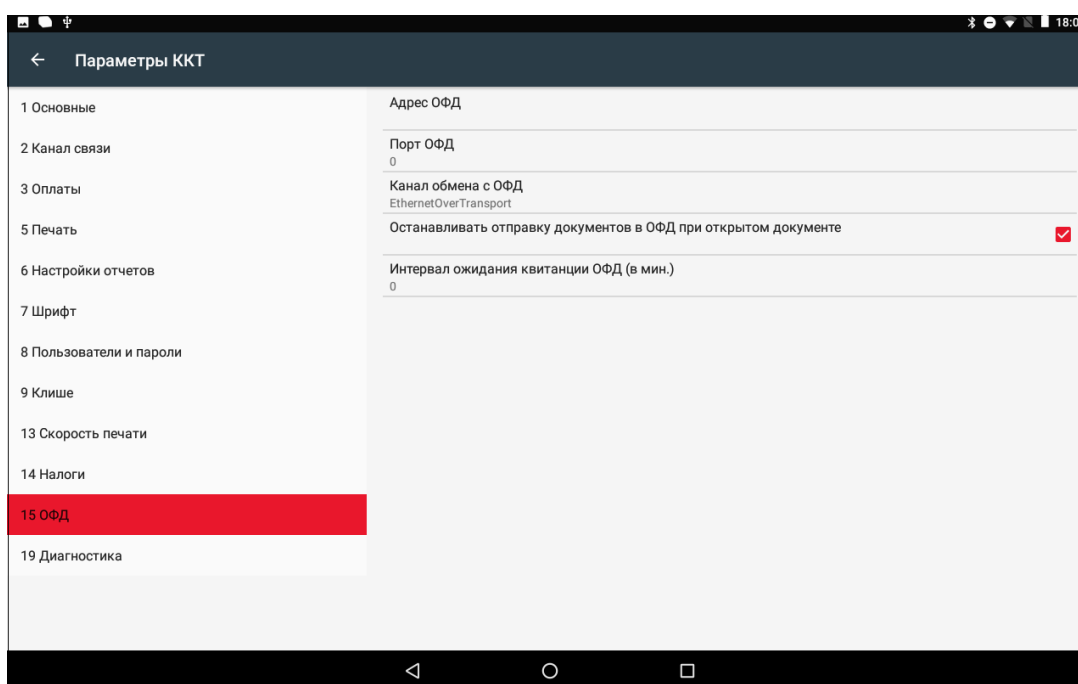 18:0
Параметры ККТ
1 Основные
2 Канал связи
3 Оплаты
5 Печать
6 Настройки отчетов
7 Шрифт
8 Пользователи и пароли
9 Клише
13 Скорость печати
14 Налоги
15 ОФД
19 Диагностика
Адрес ОФД
Порт ОФД
0
Канал обмена с ОФД
EthernetOverTransport
Останавливать отправку документов в ОФД при открытом документе
Интервал ожидания квитанции ОФД (в мин.)
0